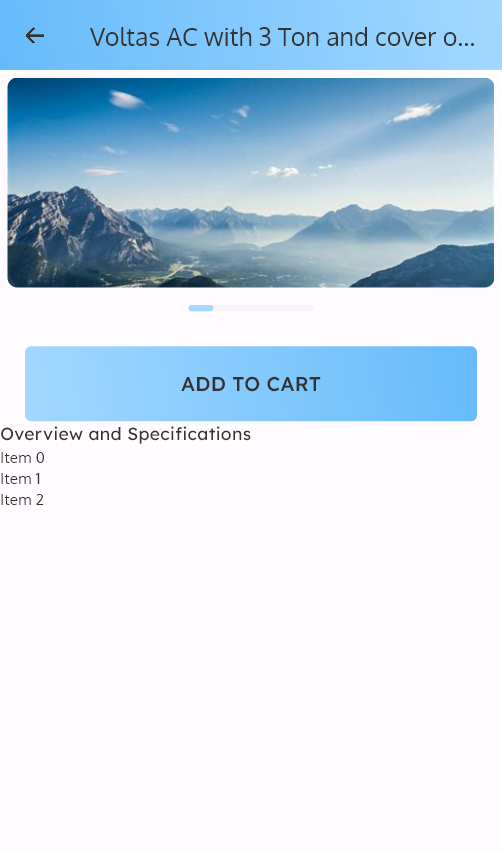 Voltas AC with 3 Ton and cover o...
ADD TO CART
Overview and Specifications
Item 0
Item 1
Item 2